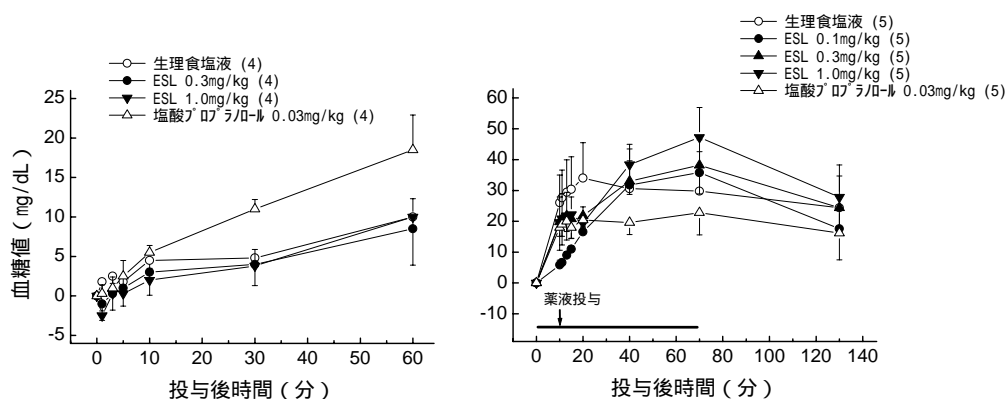 生理食塩液 (4)
ESL 0.3mg/kg (4)
ESL 1.0mg/kg (4)
塩酸ﾌﾟﾛﾌﾟﾗﾉﾛｰﾙ 0.03mg/kg (4)
25
20
15
10
5
0
-5
血糖値 (mg/dL)
0 10 20 30 40 50 60
投与後時間 (分)
生理食塩液 (5)
ESL 0.1mg/kg (5)
ESL 0.3mg/kg (5)
ESL 1.0mg/kg (5)
塩酸ﾌﾟﾛﾌﾟﾗﾉﾛｰﾙ 0.03mg/kg (5)
60
50
40
30
20
10
0
-10
薬液投与
0 20 40 60 80 100 120 140
投与後時間 (分)